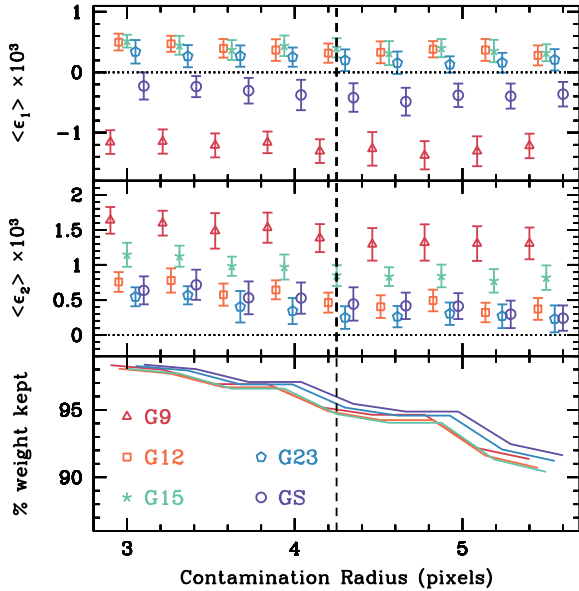 <ϵ₁> ×10³
1
0
−1
<ϵ₂> ×10³
2
1.5
1
0.5
0
% weight kept
95
90
G9
G12
G15
G23
GS
3
4
5
Contamination Radius (pixels)